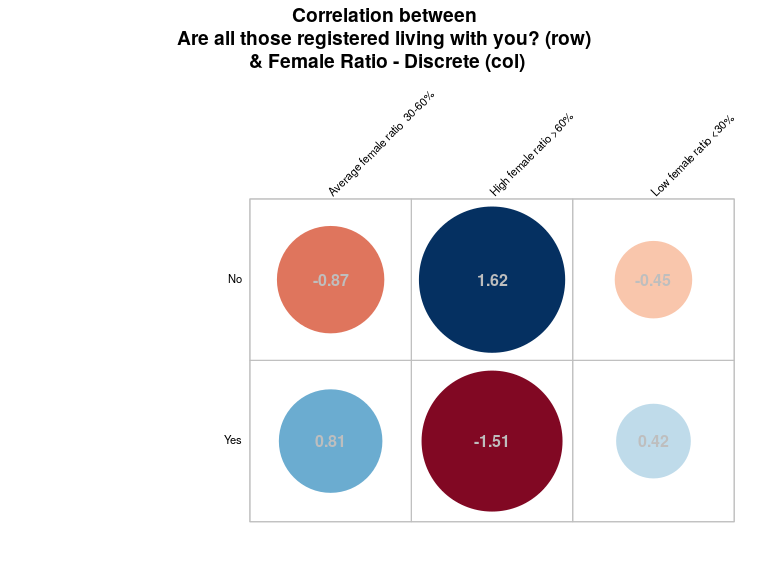 Correlation between
Are all those registered living with you? (row)
& Female Ratio - Discrete (col)
Average female ratio 30-60%
High female ratio >60%
Low female ratio <30%
No
-0.87
1.62
-0.45
Yes
0.81
-1.51
0.42